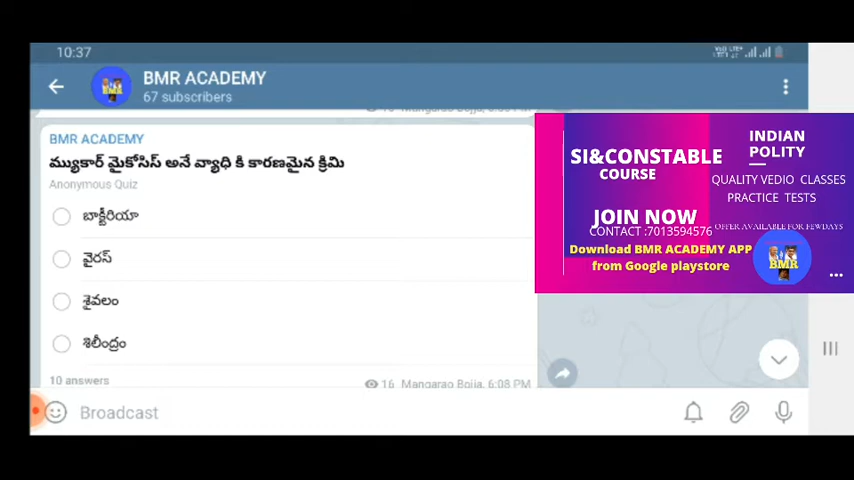 10:37
BMR ACADEMY
67 subscribers
BMR ACADEMY
మ్యుకార్ మైకోసిస్ అనే వ్యాధి కి కారణమైన క్రిమి
Anonymous Quiz
బాక్టీరియా
వైరస్
శైవలం
శిలీంద్రం
10 answers
16 Mangarao Bojja, 6:08 PM
Broadcast
SI&CONSTABLE
COURSE
JOIN NOW
CONTACT :7013594576
Download BMR ACADEMY APP
from Google playstore
INDIAN
POLITY
QUALITY VEDIO CLASSES
PRACTICE TESTS
OFFER AVAILABLE FOR FEWDAYS
BMR